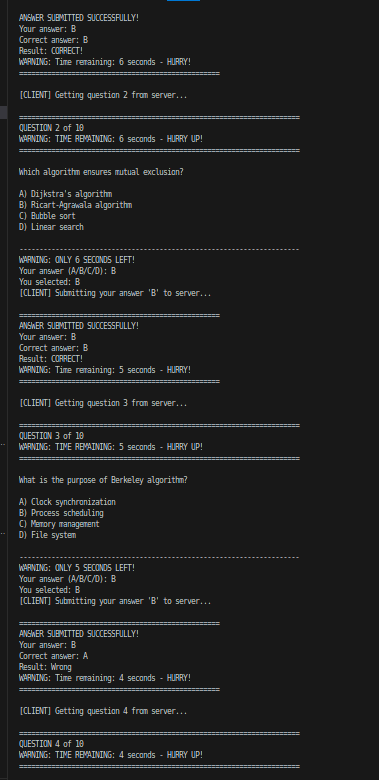 ANSWER SUBMITTED SUCCESSFULLY!
Your answer: B
Correct answer: B
Result: CORRECT!
WARNING: Time remaining: 6 seconds - HURRY!
==================================================
[CLIENT] Getting question 2 from server...
======================================================================
QUESTION 2 of 10
WARNING: TIME REMAINING: 6 seconds - HURRY UP!
======================================================================
Which algorithm ensures mutual exclusion?
A) Dijkstra's algorithm
B) Ricart-Agrawala algorithm
C) Bubble sort
D) Linear search
----------------------------------------------------------------------
WARNING: ONLY 6 SECONDS LEFT!
Your answer (A/B/C/D): B
You selected: B
[CLIENT] Submitting your answer 'B' to server...
==================================================
ANSWER SUBMITTED SUCCESSFULLY!
Your answer: B
Correct answer: B
Result: CORRECT!
WARNING: Time remaining: 5 seconds - HURRY!
==================================================
[CLIENT] Getting question 3 from server...
======================================================================
QUESTION 3 of 10
WARNING: TIME REMAINING: 5 seconds - HURRY UP!
======================================================================
What is the purpose of Berkeley algorithm?
A) Clock synchronization
B) Process scheduling
C) Memory management
D) File system
----------------------------------------------------------------------
WARNING: ONLY 5 SECONDS LEFT!
Your answer (A/B/C/D): B
You selected: B
[CLIENT] Submitting your answer 'B' to server...
==================================================
ANSWER SUBMITTED SUCCESSFULLY!
Your answer: B
Correct answer: A
Result: Wrong
WARNING: Time remaining: 4 seconds - HURRY!
==================================================
[CLIENT] Getting question 4 from server...
======================================================================
QUESTION 4 of 10
WARNING: TIME REMAINING: 4 seconds - HURRY UP!
======================================================================